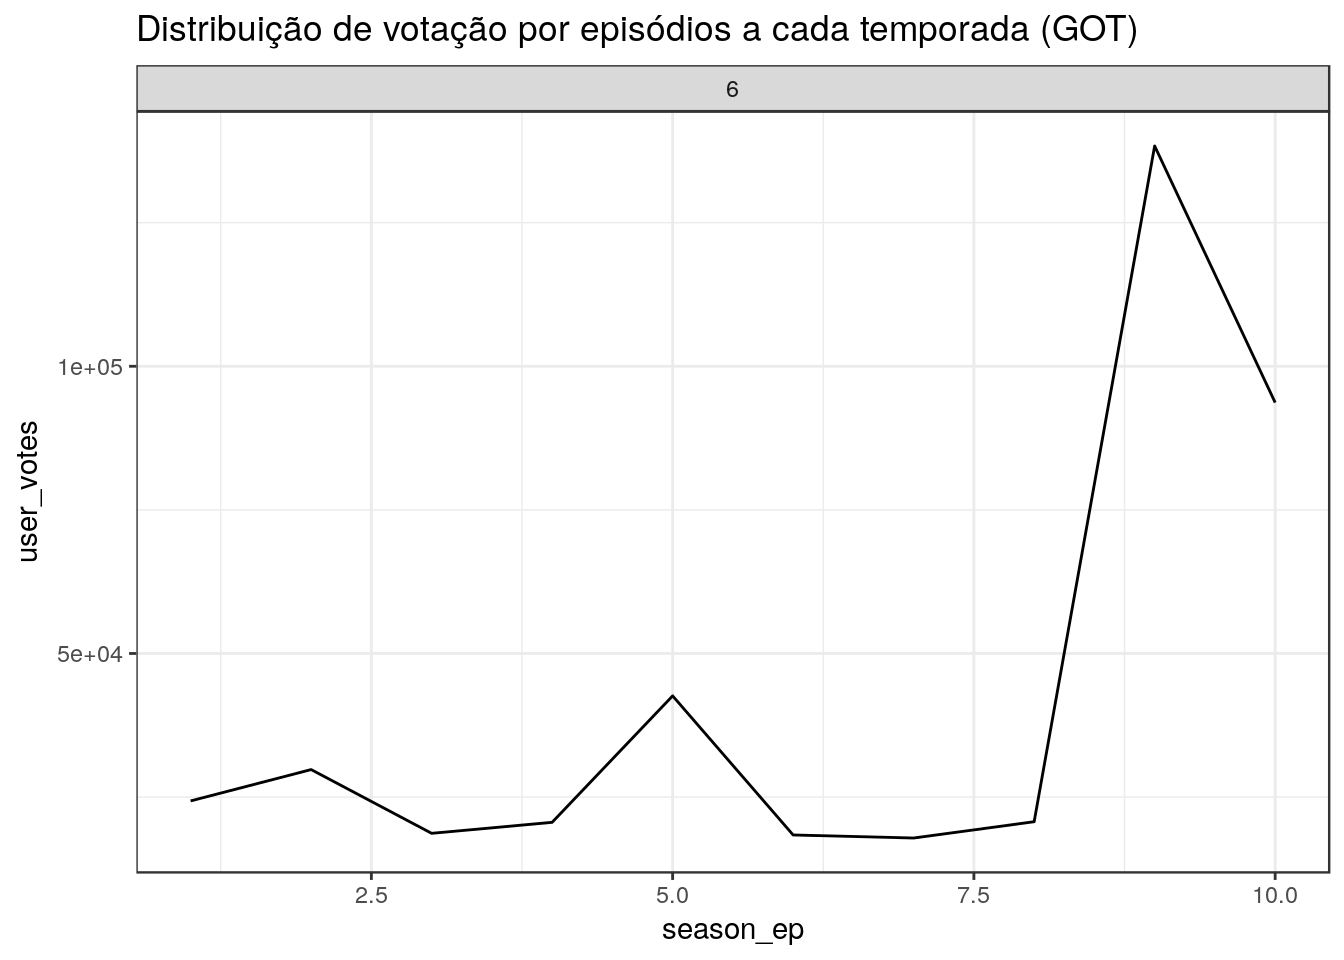 Distribuição de votação por episódios a cada temporada (GOT)
6
1e+05
5e+04
user_votes
2.5 5.0 7.5 10.0
season_ep